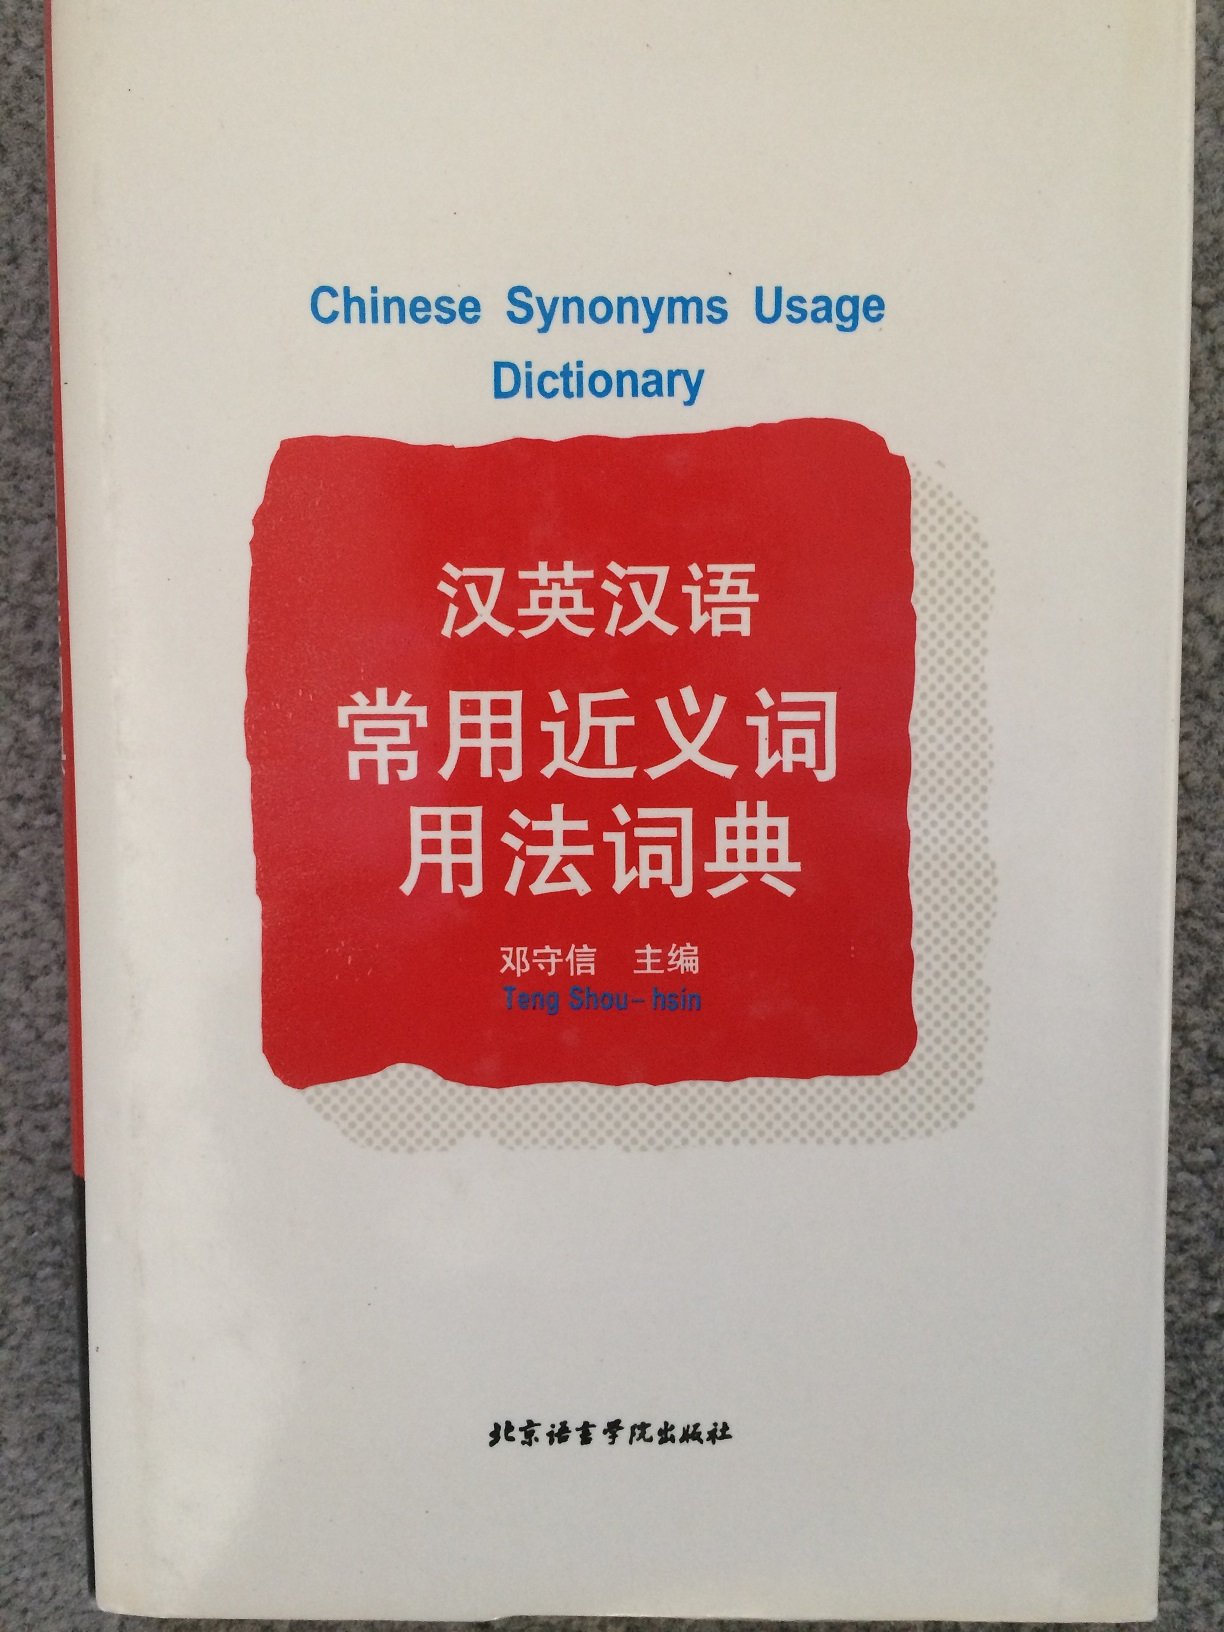 Chinese Synonyms Usage
Dictionary
汉英汉语
常用近义词
用法词典
邓守信 主编
Teng Shou-hsin
北京语言学院出版社